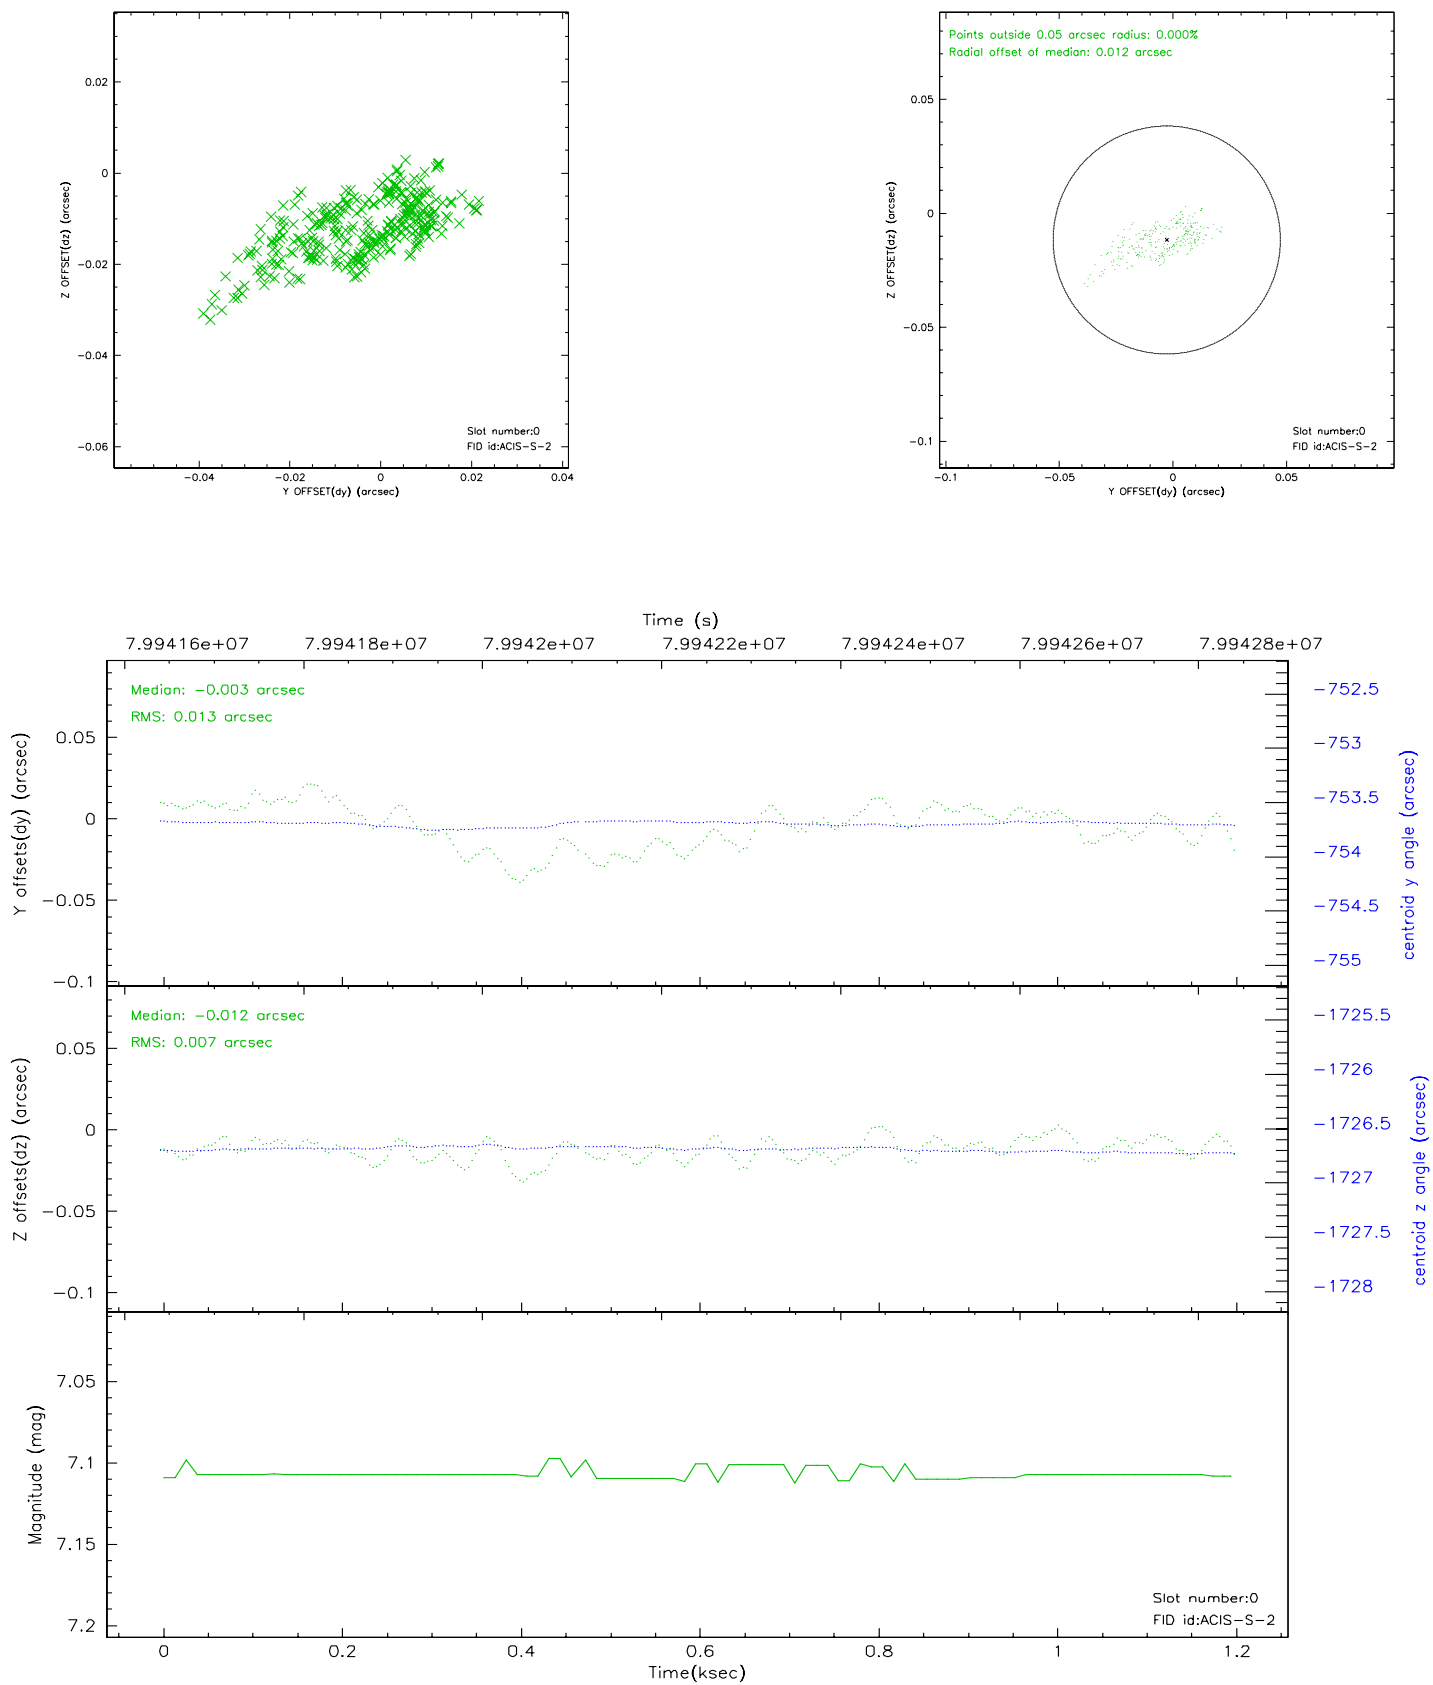 0.02
0
-0.02
-0.04
-0.06
Z OFFSET(dz) (arcsec)
-0.04 -0.02 0 0.02 0.04
Y OFFSET(dy) (arcsec)
Slot number:0
FID id:ACIS-S-2
Points outside 0.05 arcsec radius: 0.000%
Radial offset of median: 0.012 arcsec
0.05
0
-0.05
-0.1
Z OFFSET(dz) (arcsec)
-0.1 -0.05 0 0.05
Y OFFSET(dy) (arcsec)
Slot number:0
FID id:ACIS-S-2
Time (s)
7.99416e+07 7.99418e+07 7.9942e+07 7.99422e+07 7.99424e+07 7.99426e+07 7.99428e+07
Median: -0.003 arcsec
RMS: 0.013 arcsec
0.05
0
-0.05
-0.1
Y offsets(dy) (arcsec)
-752.5
-753
-753.5
-754
-754.5
-755
centroid y angle (arcsec)
Median: -0.012 arcsec
RMS: 0.007 arcsec
0.05
0
-0.05
-0.1
Z offsets(dz) (arcsec)
-1725.5
-1726
-1726.5
-1727
-1727.5
-1728
centroid z angle (arcsec)
7.05
7.1
7.15
7.2
Magnitude (mag)
Slot number:0
FID id:ACIS-S-2
0 0.2 0.4 0.6 0.8 1 1.2
Time(ksec)